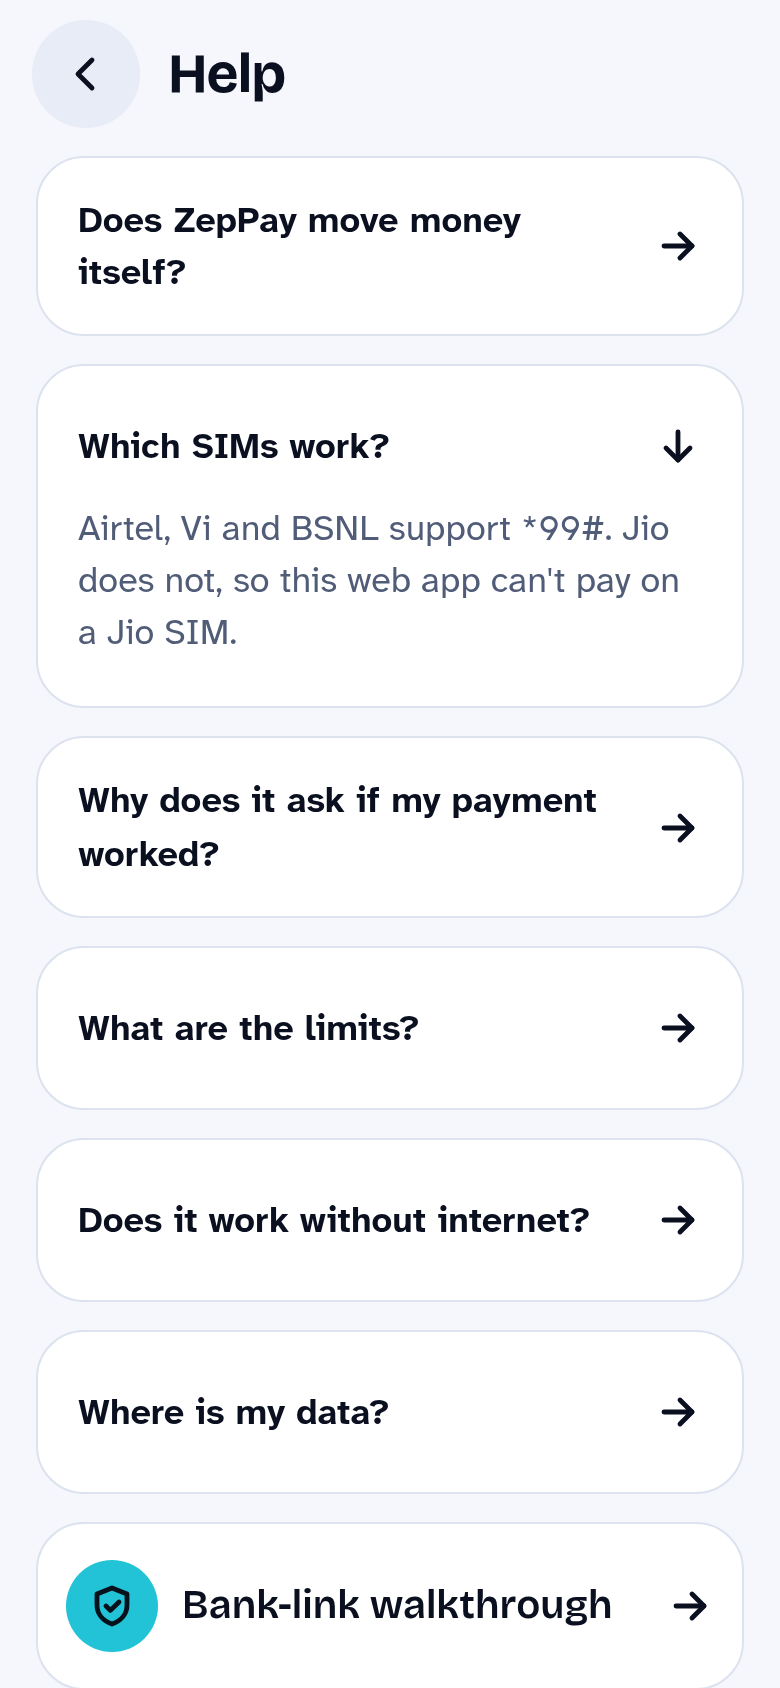 Help
Does ZepPay move money
itself?
Which SIMs work?
Airtel, Vi and BSNL support *99#. Jio
does not, so this web app can't pay on
a Jio SIM.
Why does it ask if my payment
worked?
What are the limits?
Does it work without internet?
Where is my data?
Bank-link walkthrough